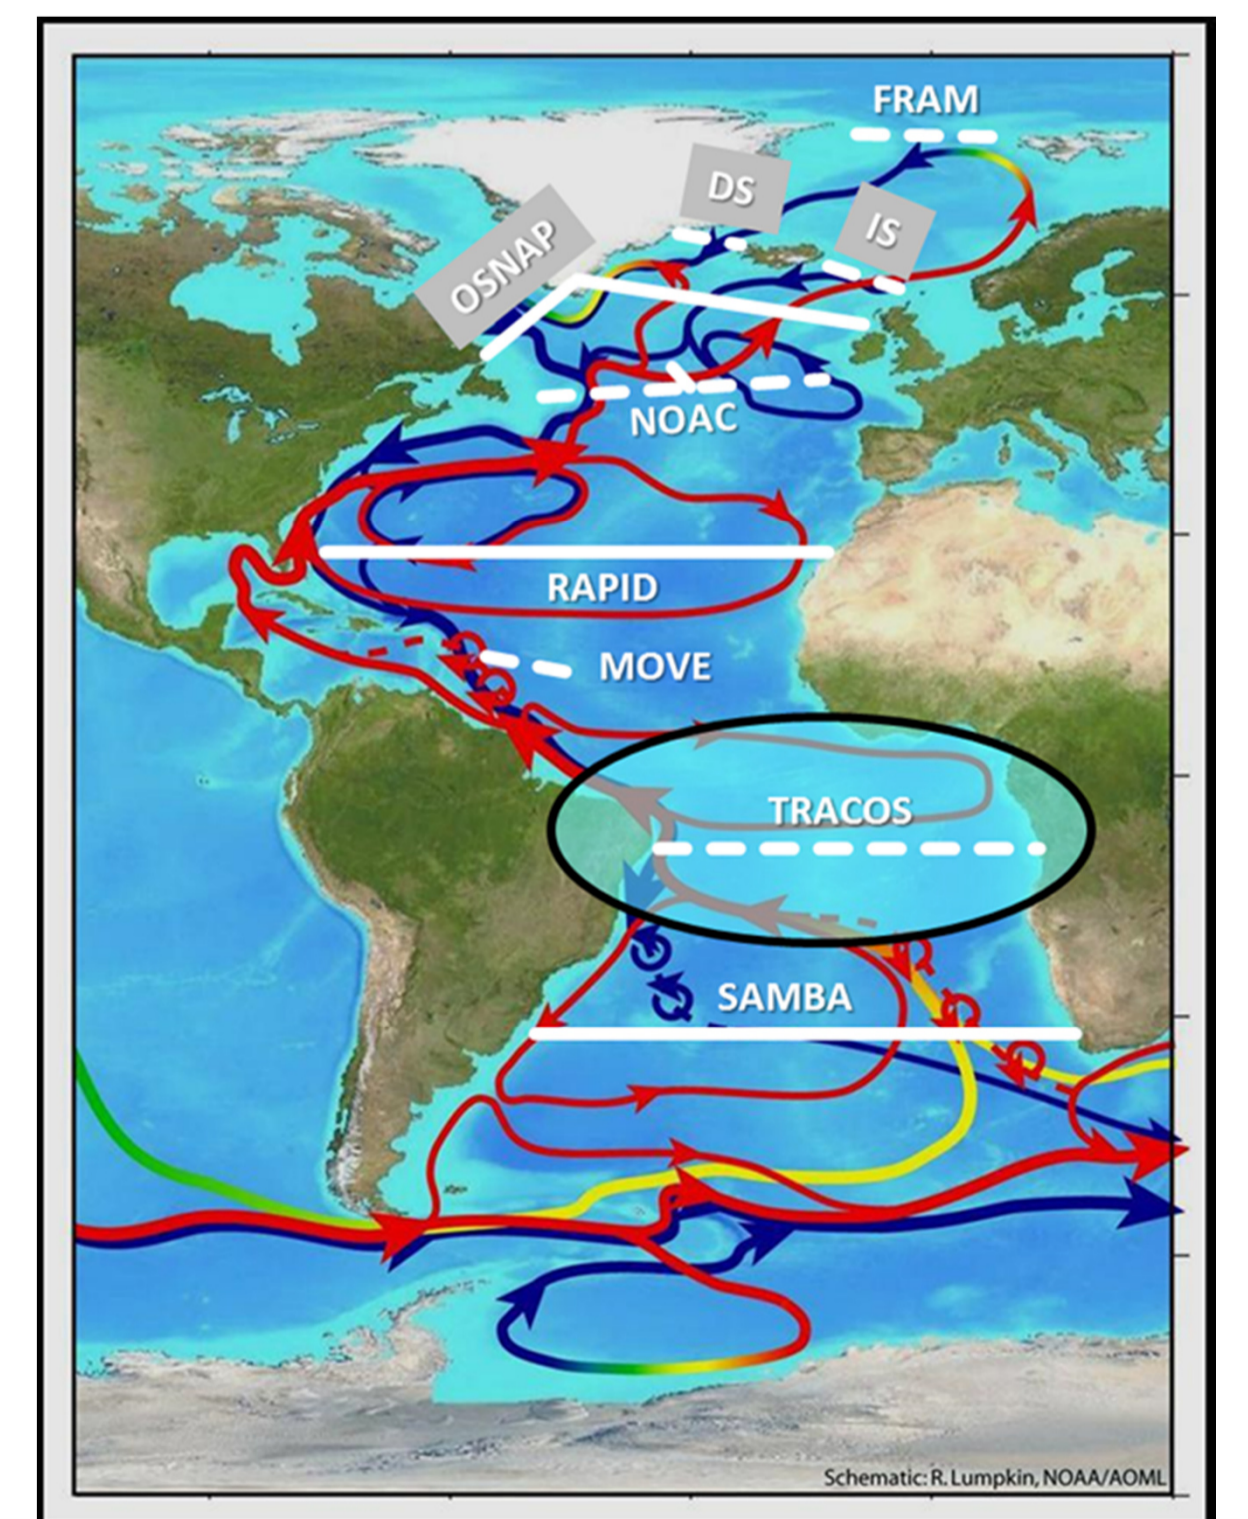 FRAM
DS
IS
OSNAP
NOAC
RAPID
MOVE
TRACOS
SAMBA
Schematic: R. Lumpkin, NOAA/AOML